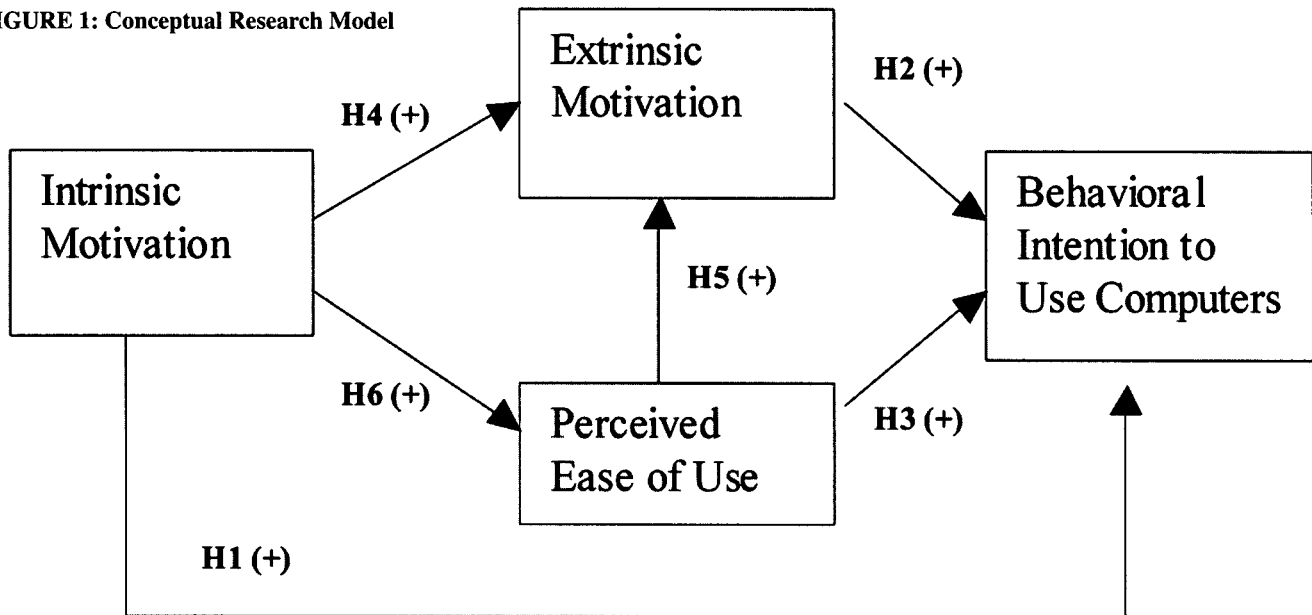 IGURE 1: Conceptual Research Model
Extrinsic
Motivation
H2 (+)
H4 (+)
Intrinsic
Motivation
Behavioral
Intention to
Use Computers
H5 (+)
H6 (+)
Perceived
Ease of Use
H3 (+)
H1 (+)